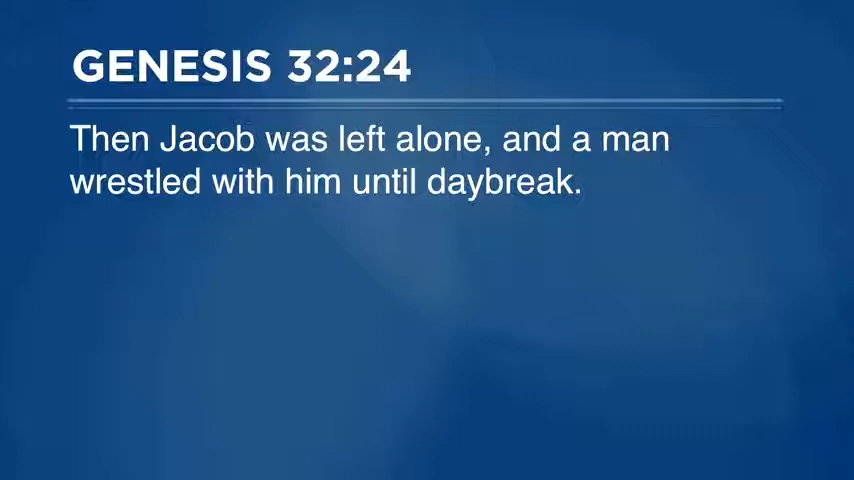 GENESIS 32:24
Then Jacob was left alone, and a man
wrestled with him until daybreak.